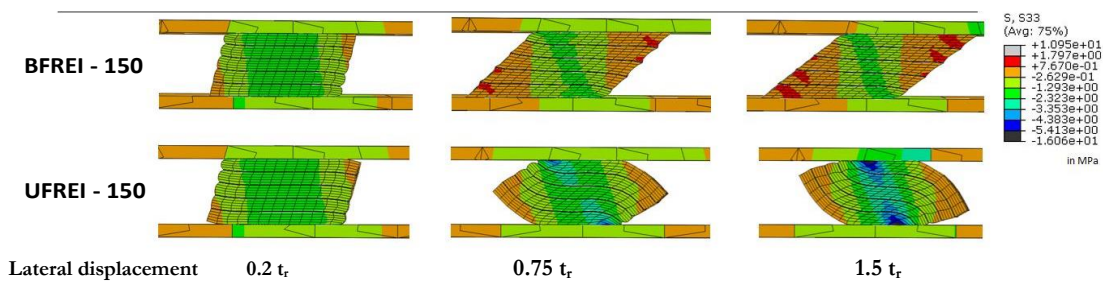 S, S33
(Avg: 75%)
+1.095e+01
+1.797e+00
+7.670e-01
-2.629e-01
-1.293e+00
-2.323e+00
-3.353e+00
-4.383e+00
-5.413e+00
-1.606e+01
in MPa
BFREI - 150
UFREI - 150
Lateral displacement 0.2 tr 0.75 tr 1.5 tr